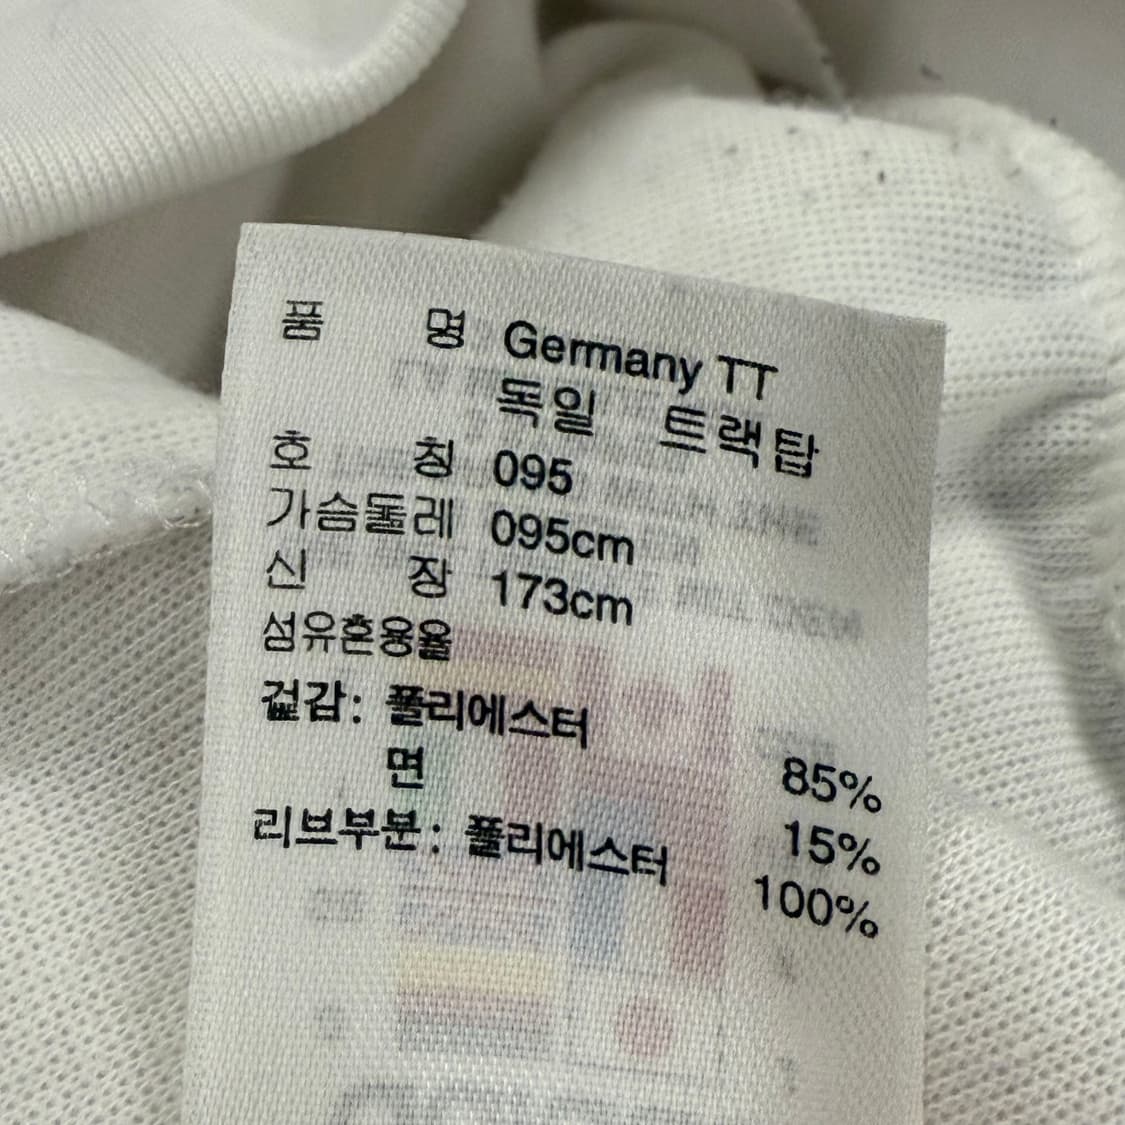 품 명 Germany TT
독일 트랙탑
호 칭 095
가슴둘레 095cm
신 장 173cm
섬유혼용율
겉감: 폴리에스터 85%
면 15%
리브부분: 폴리에스터 100%